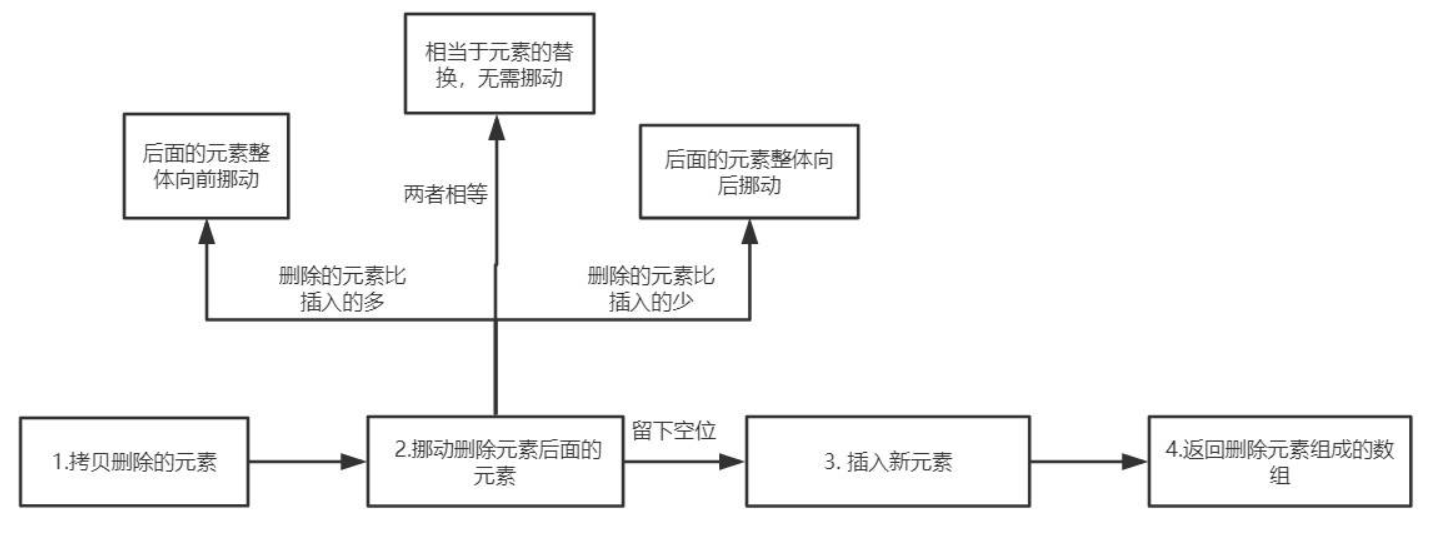 相当于元素的替
换，无需挪动
后面的元素整
体向前挪动
后面的元素整体向
后挪动
两者相等
删除的元素比
插入的多
删除的元素比
插入的少
1.拷贝删除的元素
2.挪动删除元素后面的
元素
留下空位
3. 插入新元素
4.返回删除元素组成的数
组